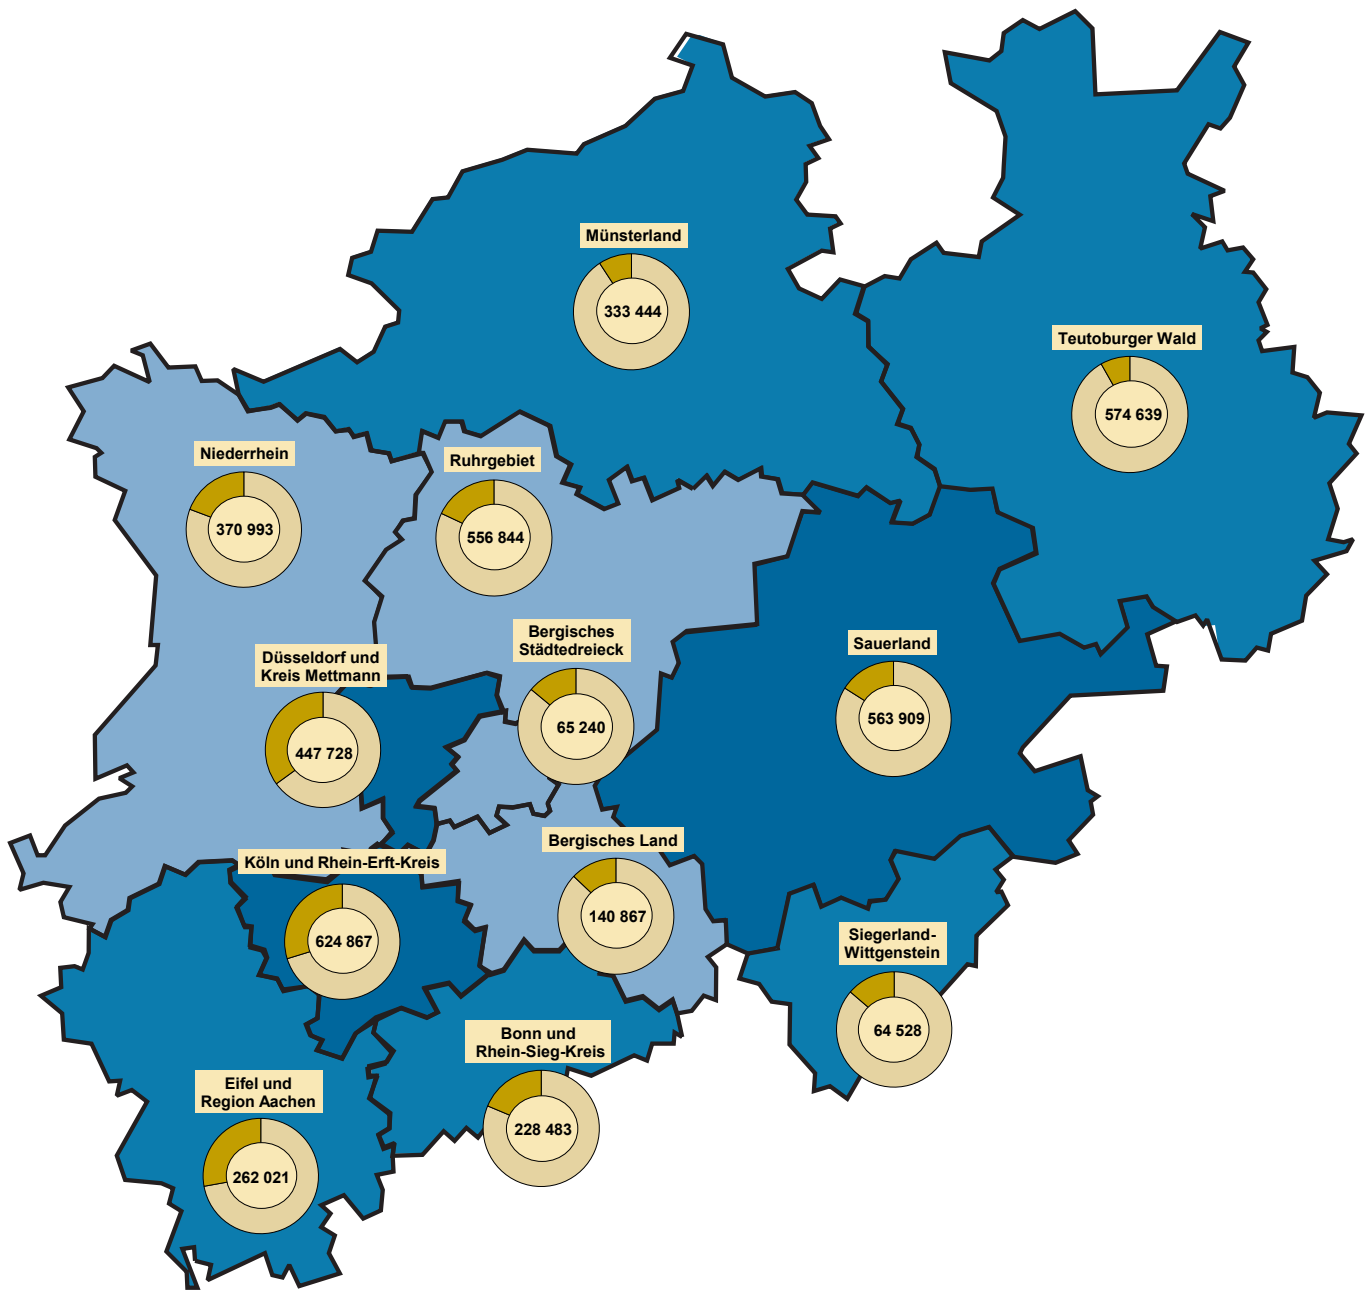 Münsterland
333 444
Teutoburger Wald
574 639
Niederrhein
370 993
Ruhrgebiet
556 844
Bergisches
Städtedreieck
65 240
Sauerland
563 909
Düsseldorf und
Kreis Mettmann
447 728
Bergisches Land
140 867
Köln und Rhein-Erft-Kreis
624 867
Siegerland-
Wittgenstein
64 528
Bonn und
Rhein-Sieg-Kreis
228 483
Eifel und
Region Aachen
262 021